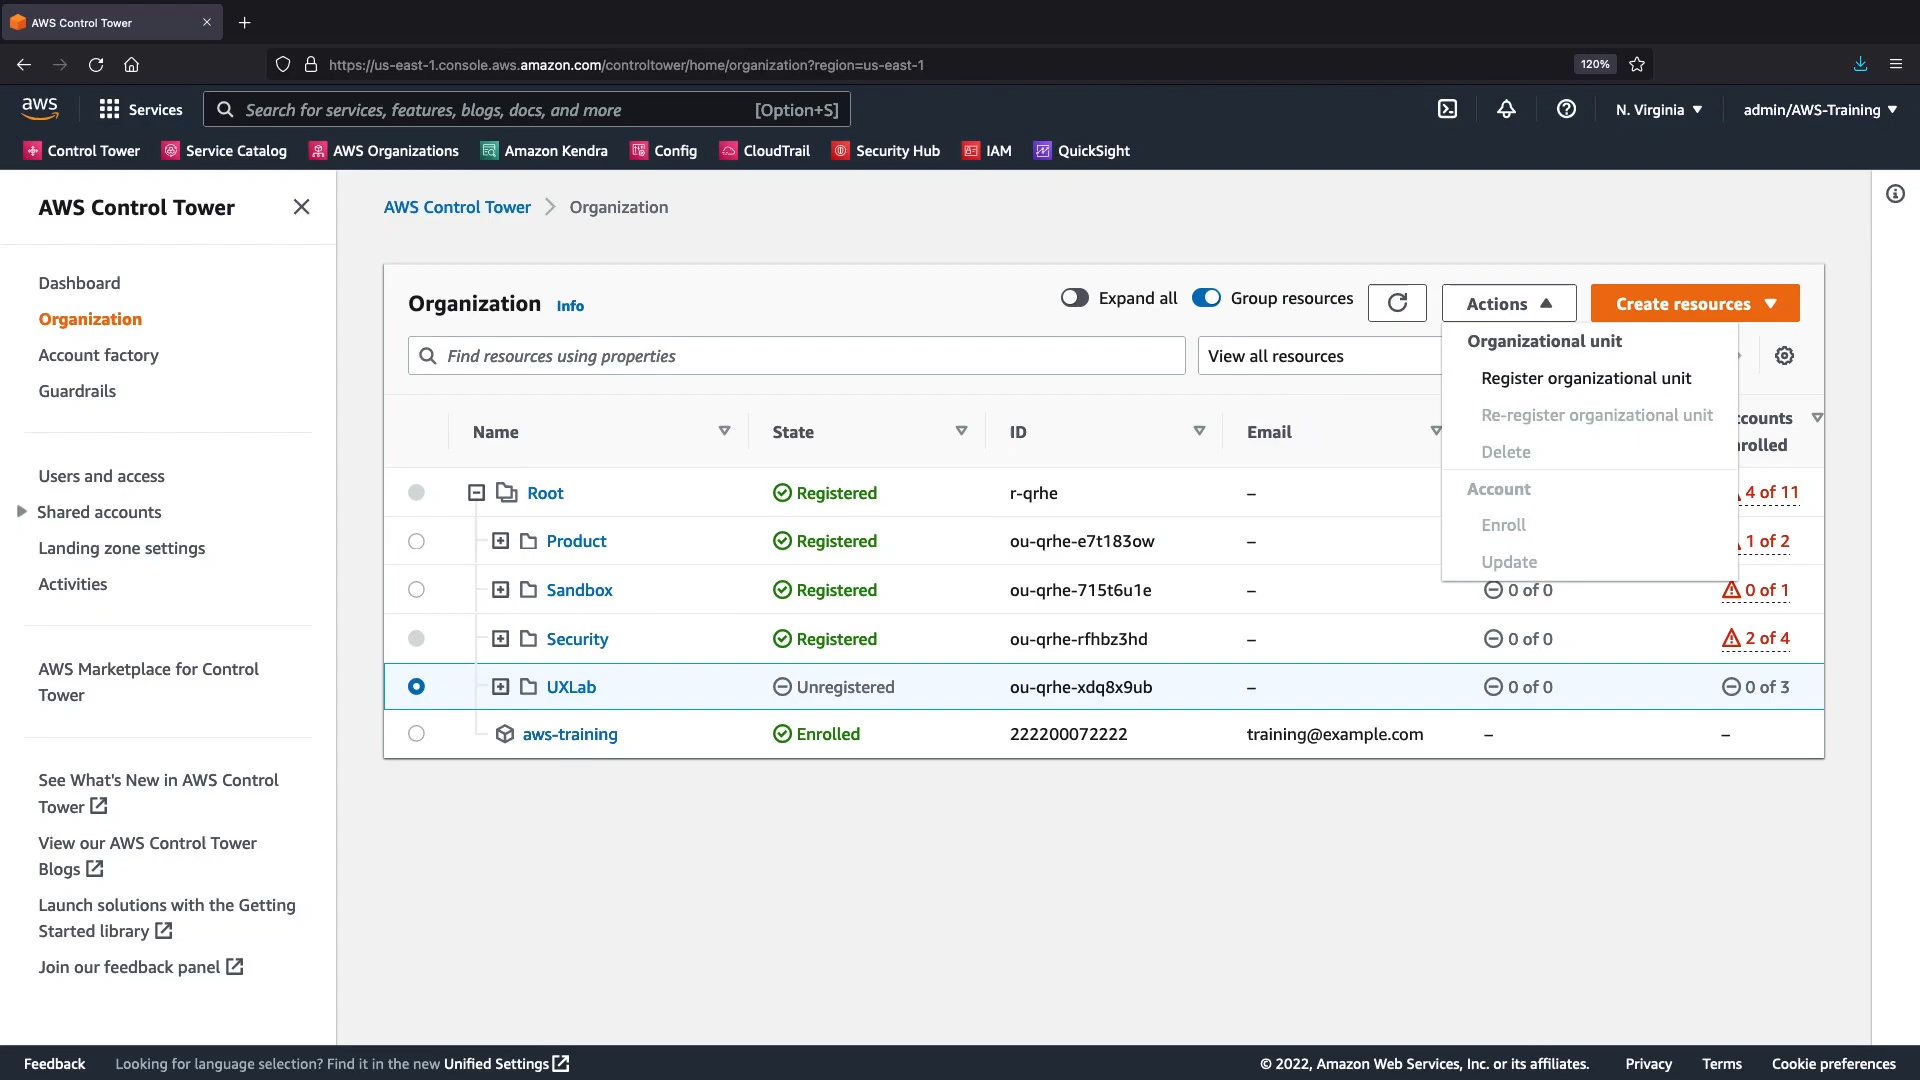 AWS Control Tower
https://us-east-1.console.aws.amazon.com/controltower/home/organization?region=us-east-1
120%
aws
Services
Search for services, features, blogs, docs, and more
[Option+S]
N. Virginia
admin/AWS-Training
Control Tower
Service Catalog
AWS Organizations
Amazon Kendra
Config
CloudTrail
Security Hub
IAM
QuickSight
AWS Control Tower
Dashboard
Organization
Account factory
Guardrails
Users and access
Shared accounts
Landing zone settings
Activities
AWS Marketplace for Control
Tower
See What's New in AWS Control
Tower
View our AWS Control Tower
Blogs
Launch solutions with the Getting
Started library
Join our feedback panel
AWS Control Tower
Organization
Organization Info
Expand all
Group resources
Actions
Create resources
Find resources using properties
View all resources
Organizational unit
Register organizational unit
Re-register organizational unit
Delete
Account
Enroll
Update
Name
State
ID
Email
ccounts
rolled
Root
Registered
r-qrhe
–
4 of 11
Product
Registered
ou-qrhe-e7t183ow
–
1 of 2
Sandbox
Registered
ou-qrhe-715t6u1e
–
0 of 0
0 of 1
Security
Registered
ou-qrhe-rfhbz3hd
–
0 of 0
2 of 4
UXLab
Unregistered
ou-qrhe-xdq8x9ub
–
0 of 0
0 of 3
aws-training
Enrolled
222200072222
training@example.com
–
–
Feedback
Looking for language selection? Find it in the new Unified Settings
© 2022, Amazon Web Services, Inc. or its affiliates.
Privacy
Terms
Cookie preferences